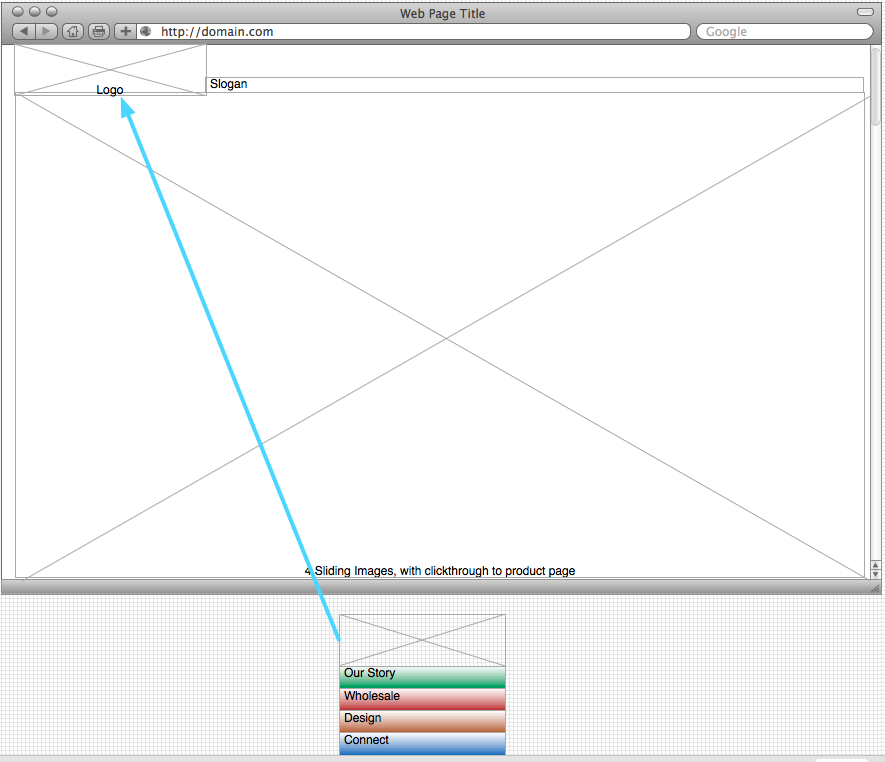 Web Page Title
http://domain.com
Google
Logo
Slogan
4 Sliding Images, with clickthrough to product page
Our Story
Wholesale
Design
Connect